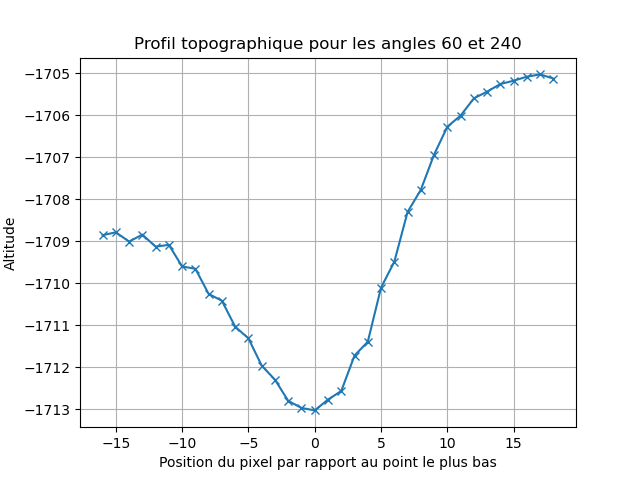 Profil topographique pour les angles 60 et 240
−1705
−1706
−1707
−1708
−1709
−1710
−1711
−1712
−1713
Altitude
−15 −10 −5 0 5 10 15
Position du pixel par rapport au point le plus bas